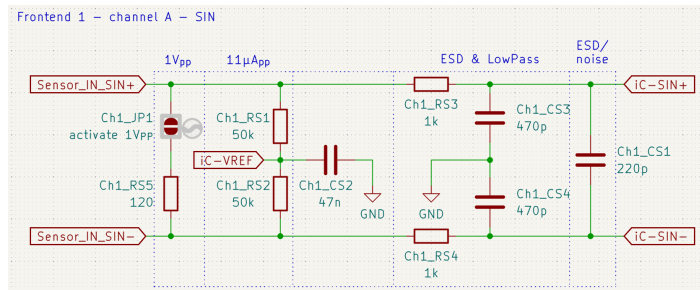 Frontend 1 – channel A – SIN
1Vpp
11µApp
ESD & LowPass
ESD/
noise
Sensor_IN_SIN+
iC-SIN+
Ch1_JP1
activate 1VPP
Ch1_RS1
50k
Ch1_RS3
1k
Ch1_CS3
470p
iC-VREF
Ch1_CS1
220p
Ch1_RS5
120
Ch1_RS2
50k
Ch1_CS2
47n
GND
GND
Ch1_CS4
470p
Sensor_IN_SIN-
iC-SIN-
Ch1_RS4
1k